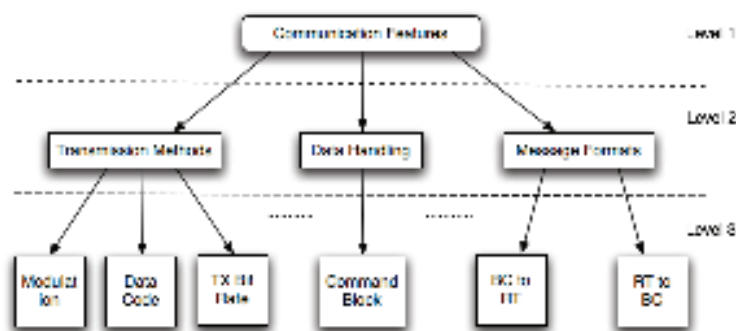 Communication Features
Level 1
Level 2
Transmission Methods
Data Handling
Message Formats
........
........
Level 3
Modulat
ion
Data
Code
TX Bit
Rate
Command
Block
BC to
RT
RT to
BC